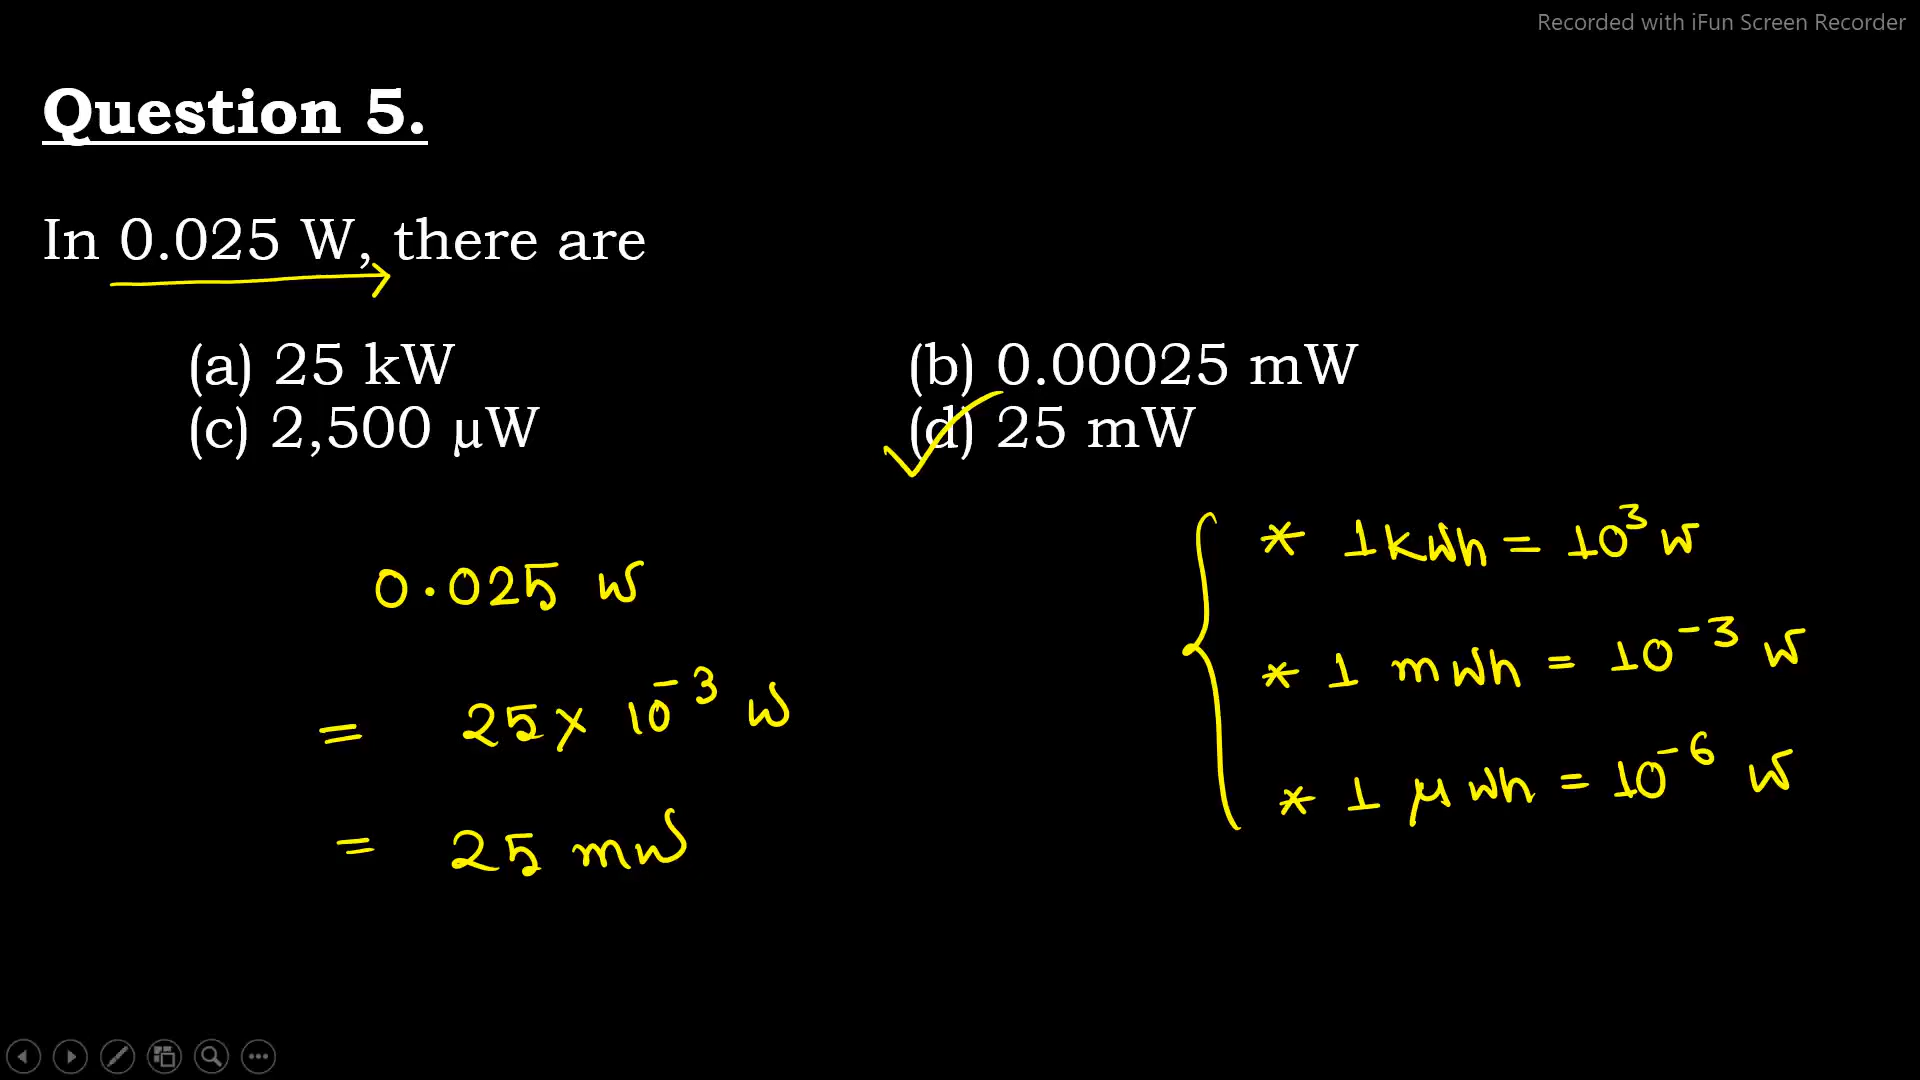 Recorded with iFun Screen Recorder
Question 5.
In 0.025 W, there are
(a) 25 kW (b) 0.00025 mW
(c) 2,500 µW (d) 25 mW
0.025 W
= 25 × 10⁻³ W
= 25 mW
* 1 kWh = 10³ W
* 1 mWh = 10⁻³ W
* 1 µWh = 10⁻⁶ W